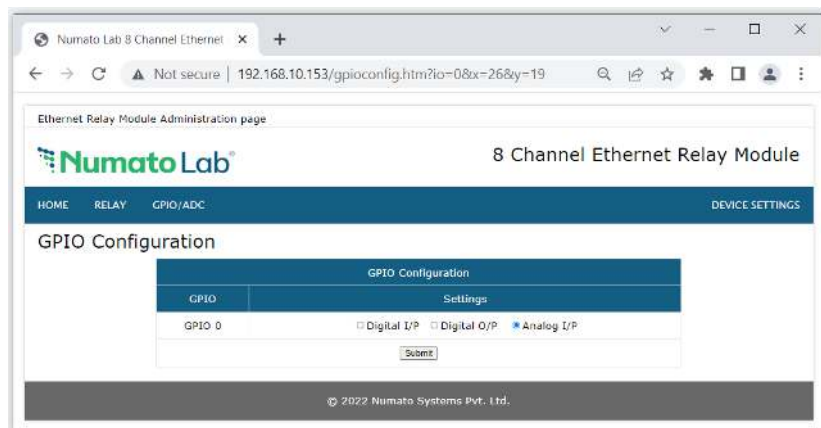 Numato Lab 8 Channel Ethernet
Not secure | 192.168.10.153/gpioconfig.htm?io=0&x=26&y=19
Ethernet Relay Module Administration page
Numato Lab
8 Channel Ethernet Relay Module
HOME RELAY GPIO/ADC DEVICE SETTINGS
GPIO Configuration
GPIO Configuration
GPIO Settings
GPIO 0 Digital I/P Digital O/P Analog I/P
Submit
© 2022 Numato Systems Pvt. Ltd.